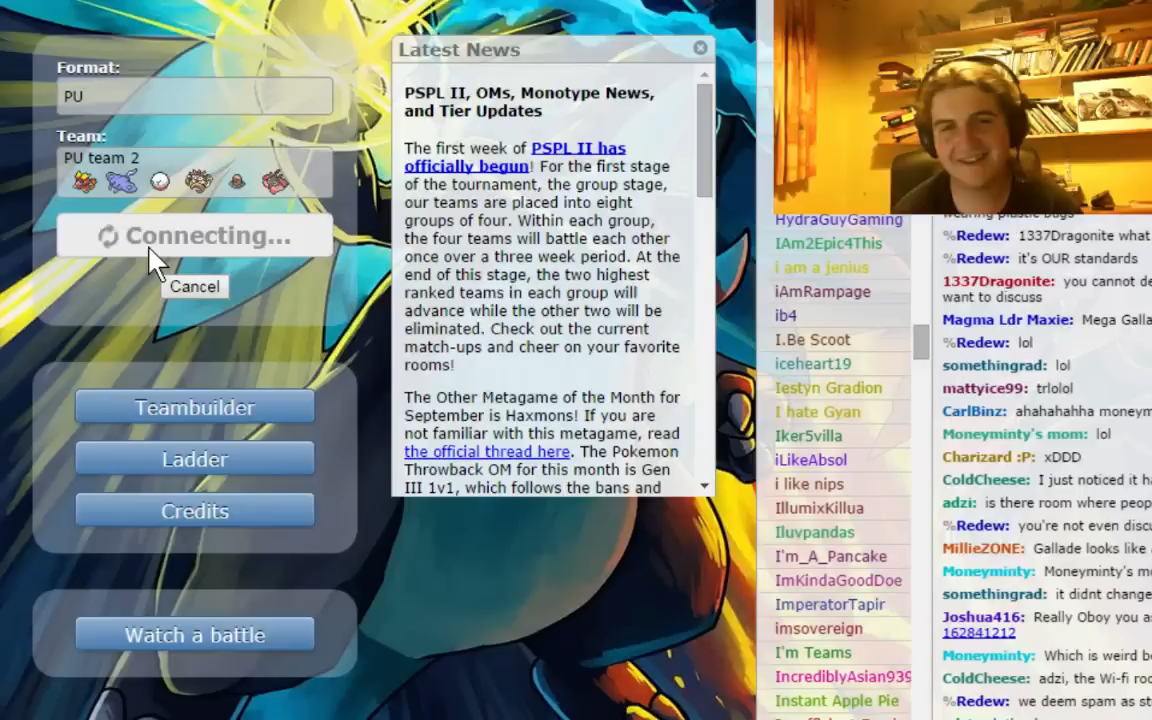 Format:
PU
Team:
PU team 2
Connecting...
Cancel
Teambuilder
Ladder
Credits
Watch a battle
Latest News
PSPL II, OMs, Monotype News,
and Tier Updates
The first week of PSPL II has
officially begun! For the first stage
of the tournament, the group stage,
our teams are placed into eight
groups of four. Within each group,
the four teams will battle each other
once over a three week period. At the
end of this stage, the two highest
ranked teams in each group will
advance while the other two will be
eliminated. Check out the current
match-ups and cheer on your favorite
rooms!
The Other Metagame of the Month for
September is Haxmons! If you are
not familiar with this metagame, read
the official thread here. The Pokemon
Throwback OM for this month is Gen
III 1v1, which follows the bans and
HydraGuyGaming
IAm2Epic4This
i am a jenius
iAmRampage
ib4
I.Be Scoot
iceheart19
Iestyn Gradion
I hate Gyan
Iker5villa
iLikeAbsol
i like nips
IllumixKillua
Iluvpandas
I'm_A_Pancake
ImKindaGoodDoe
ImperatorTapir
imsovereign
I'm Teams
IncrediblyAsian939
Instant Apple Pie
wearing plastic bags
%Redew: 1337Dragonite what
%Redew: it's OUR standards
1337Dragonite: you cannot de
want to discuss
Magma Ldr Maxie: Mega Galla
%Redew: lol
somethingrad: lol
mattyice99: trlolol
CarlBinz: ahahahahha moneym
Moneyminty's mom: lol
Charizard :P: xDDD
ColdCheese: I just noticed it ha
adzi: is there room where peop
%Redew: you're not even discu
MillieZONE: Gallade looks like
Moneyminty: Moneyminty's mo
somethingrad: it didnt change
Joshua416: Really Oboy you as
162841212
Moneyminty: Which is weird be
ColdCheese: adzi, the Wi-fi roo
%Redew: we deem spam as st